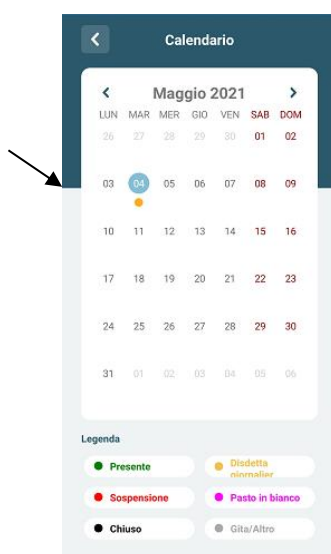 Calendario
Maggio 2021
LUN MAR MER GIO VEN SAB DOM
26 27 28 29 30 01 02
03 04 05 06 07 08 09
10 11 12 13 14 15 16
17 18 19 20 21 22 23
24 25 26 27 28 29 30
31 01 02 03 04 05 06
Legenda
Presente
Disdetta
giornalier
Sospensione
Pasto in bianco
Chiuso
Gita/Altro